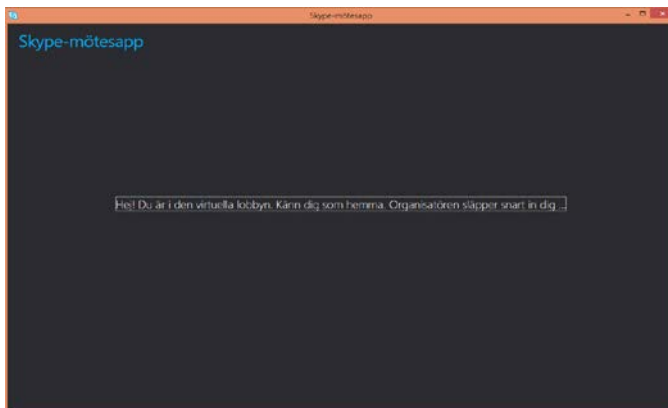 Skype-mötesapp
Skype-mötesapp
Hej! Du är i den virtuella lobbyn. Känn dig som hemma. Organisatören släpper snart in dig ...